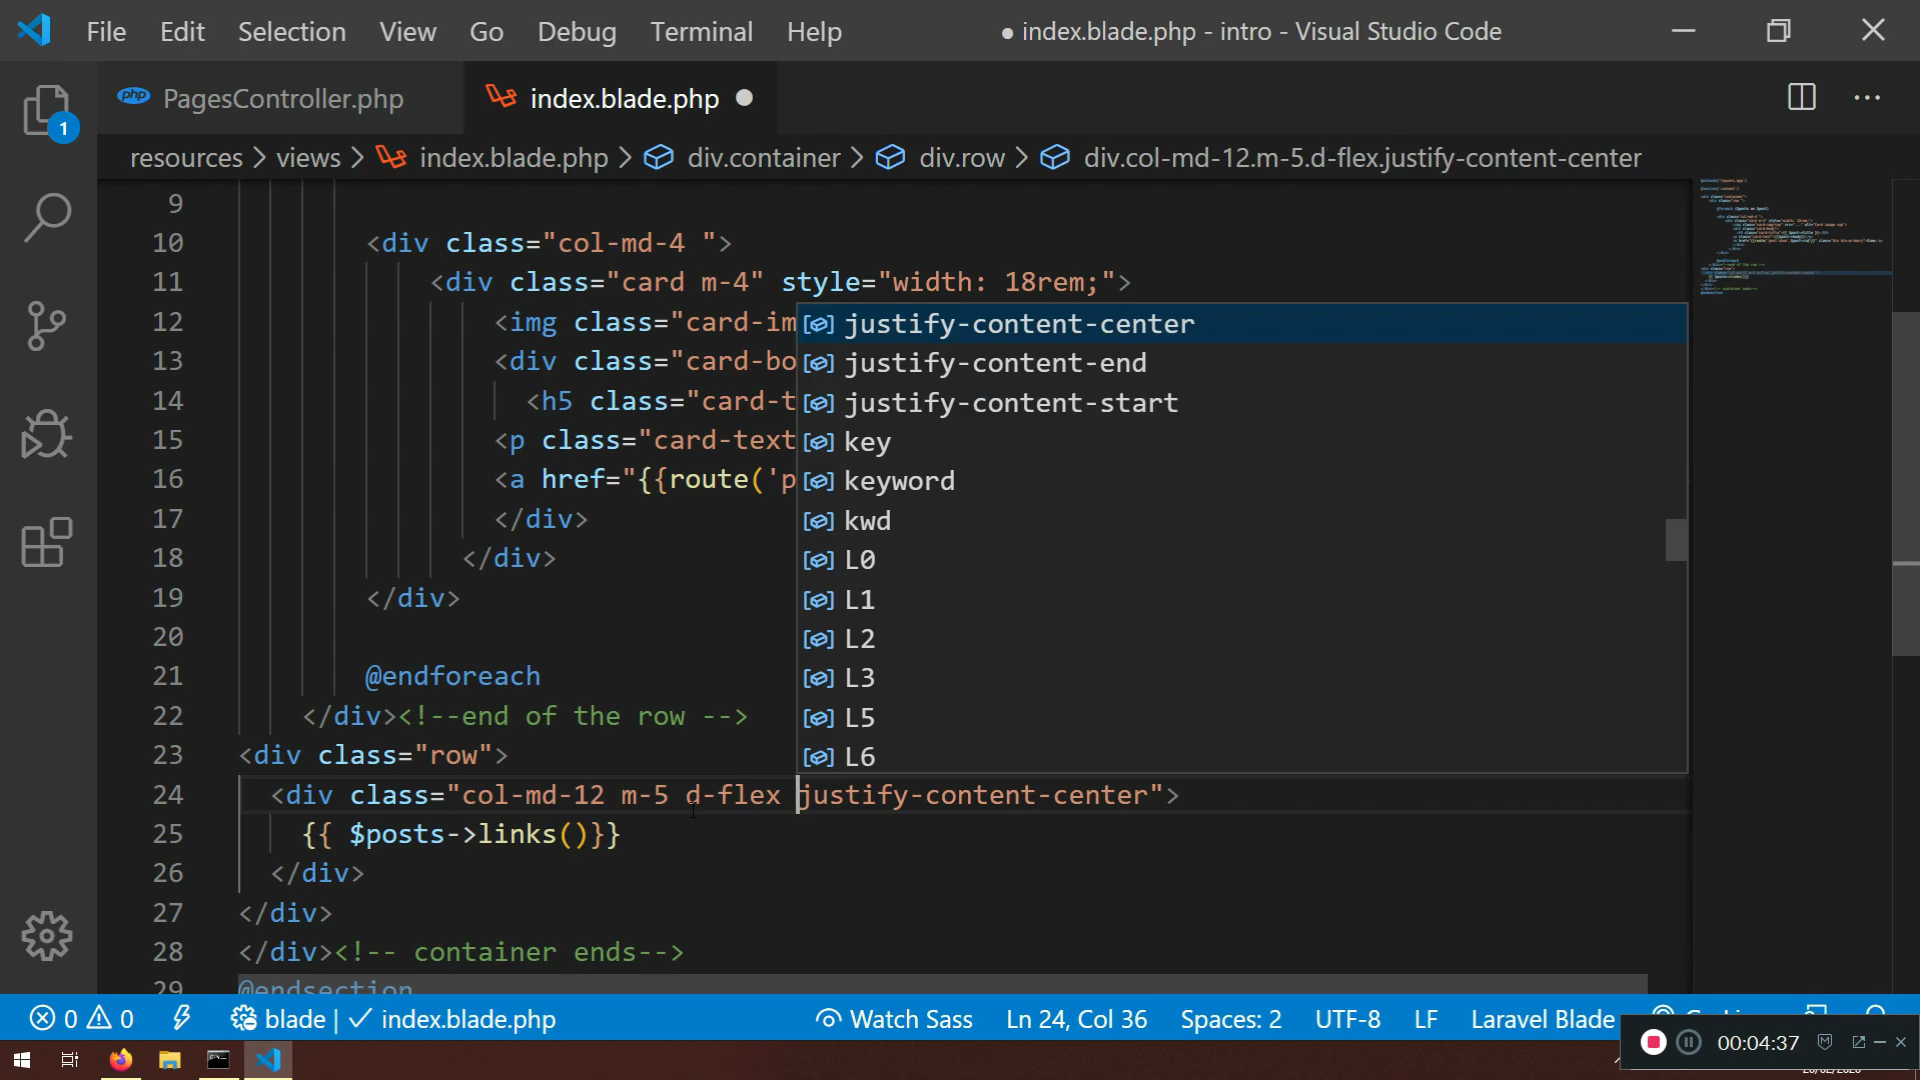 File Edit Selection View Go Debug Terminal Help ● index.blade.php - intro - Visual Studio Code
php PagesController.php index.blade.php ●
1
resources > views > index.blade.php > div.container > div.row > div.col-md-12.m-5.d-flex.justify-content-center
9
10 <div class="col-md-4 ">
11 <div class="card m-4" style="width: 18rem;">
12 <img class="card-im
13 <div class="card-bo
14 <h5 class="card-t
15 <p class="card-text
16 <a href="{{route('p
17 </div>
18 </div>
19 </div>
20
21 @endforeach
22 </div><!--end of the row -->
23 <div class="row">
24 <div class="col-md-12 m-5 d-flex justify-content-center">
25 {{ $posts->links()}}
26 </div>
27 </div>
28 </div><!-- container ends-->
29 @endsection
justify-content-center
justify-content-end
justify-content-start
key
keyword
kwd
L0
L1
L2
L3
L5
L6
0 0 blade | ✓ index.blade.php Watch Sass Ln 24, Col 36 Spaces: 2 UTF-8 LF Laravel Blade
00:04:37